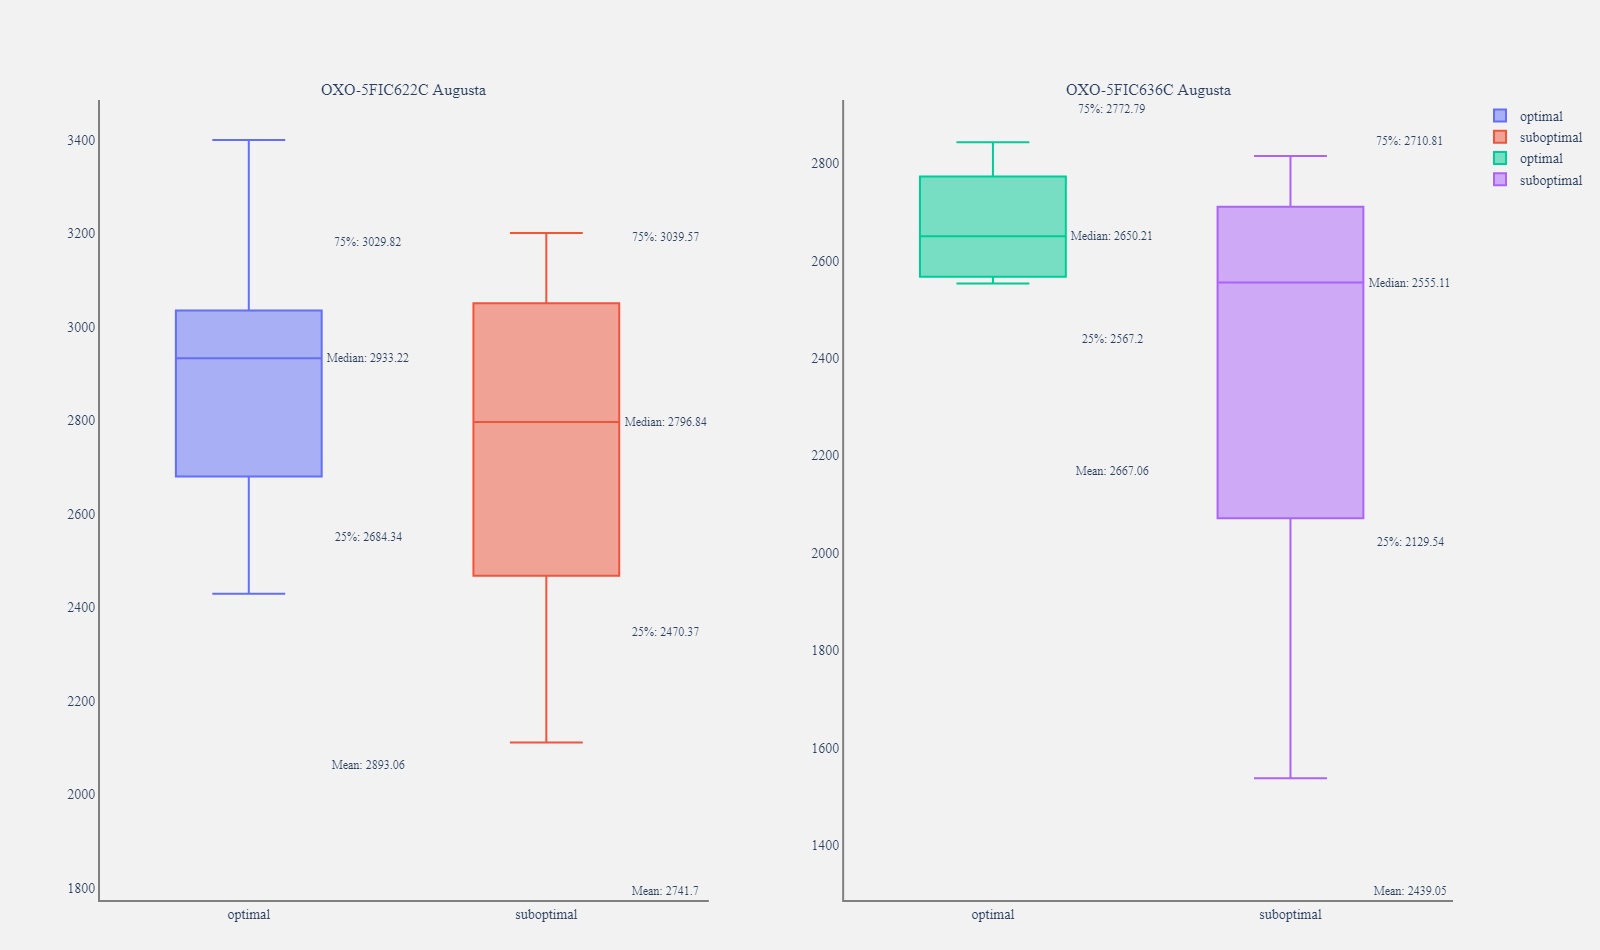 OXO-5FIC622C Augusta
3400
3200
3000
2800
2600
2400
2200
2000
1800
75%: 3029.82
Median: 2933.22
25%: 2684.34
Mean: 2893.06
75%: 3039.57
Median: 2796.84
25%: 2470.37
Mean: 2741.7
optimal
suboptimal
OXO-5FIC636C Augusta
2800
2600
2400
2200
2000
1800
1600
1400
75%: 2772.79
Median: 2650.21
25%: 2567.2
Mean: 2667.06
75%: 2710.81
Median: 2555.11
25%: 2129.54
Mean: 2439.05
optimal
suboptimal
optimal
suboptimal
optimal
suboptimal